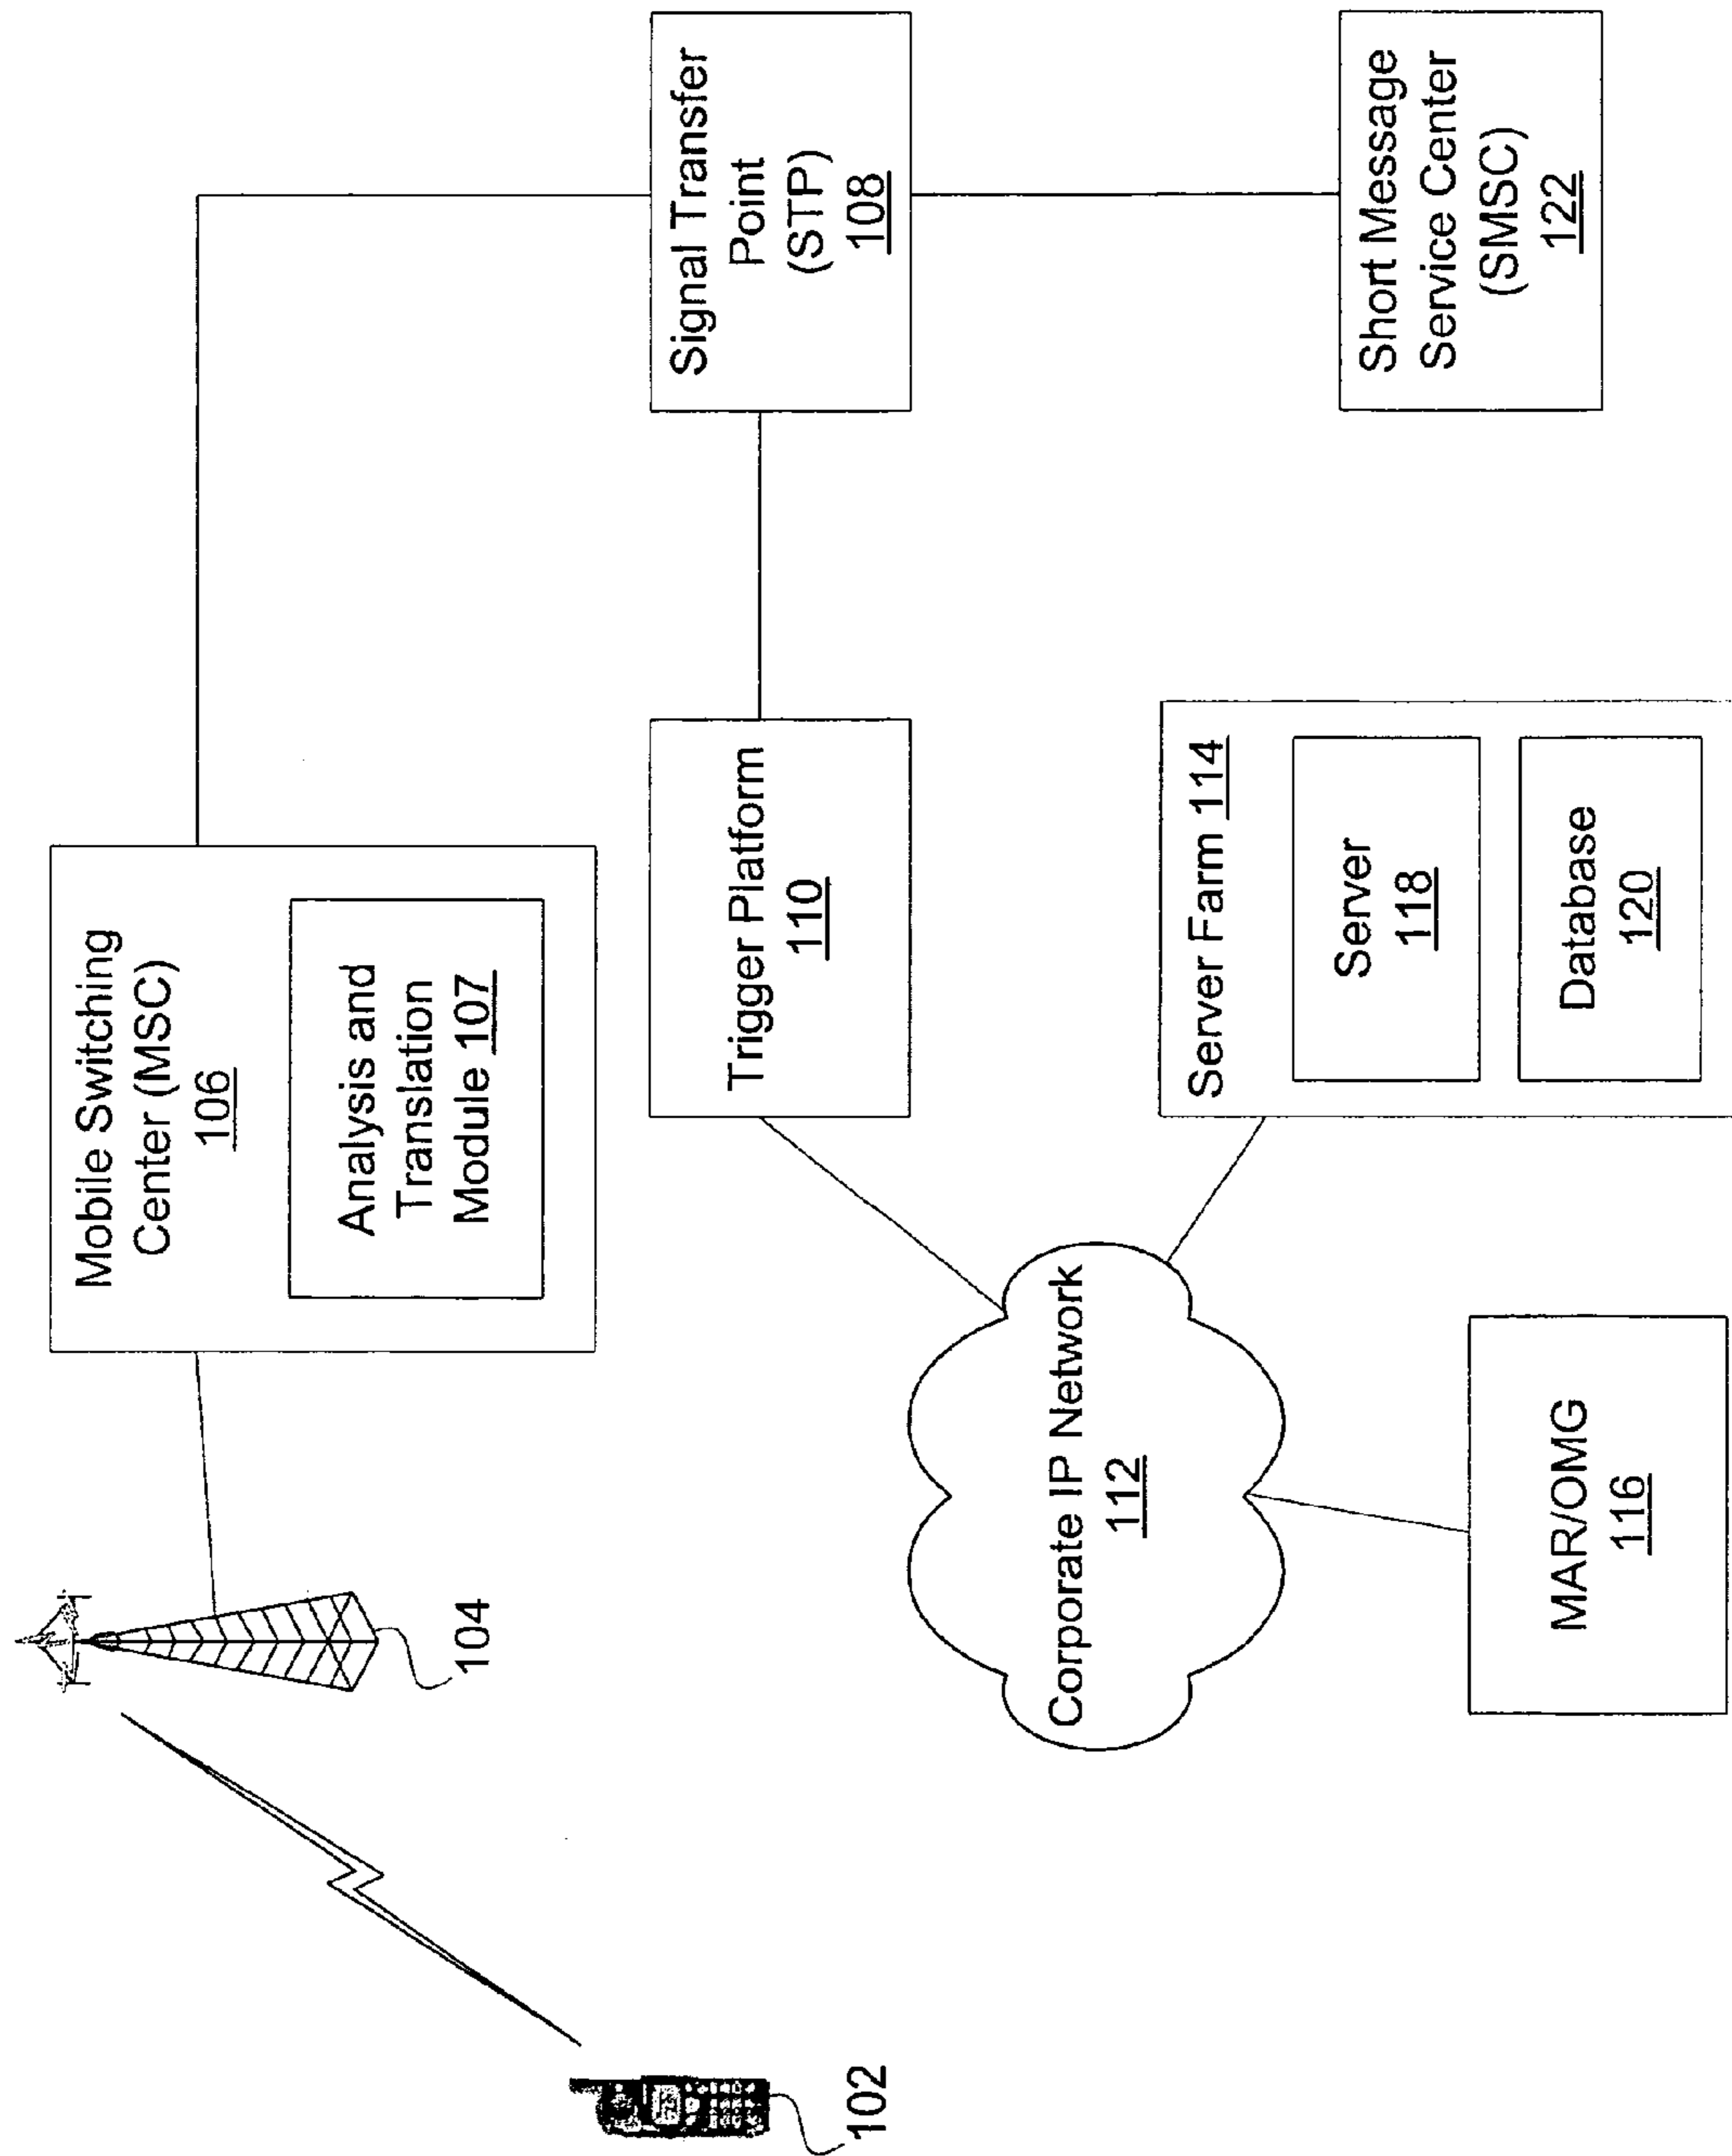 102
104
Mobile Switching
Center (MSC)
106
Analysis and
Translation
Module 107
Signal Transfer
Point
(STP)
108
Trigger Platform
110
Corporate IP Network
112
Server Farm 114
Server
118
Database
120
MAR/OMG
116
Short Message
Service Center
(SMSC)
122